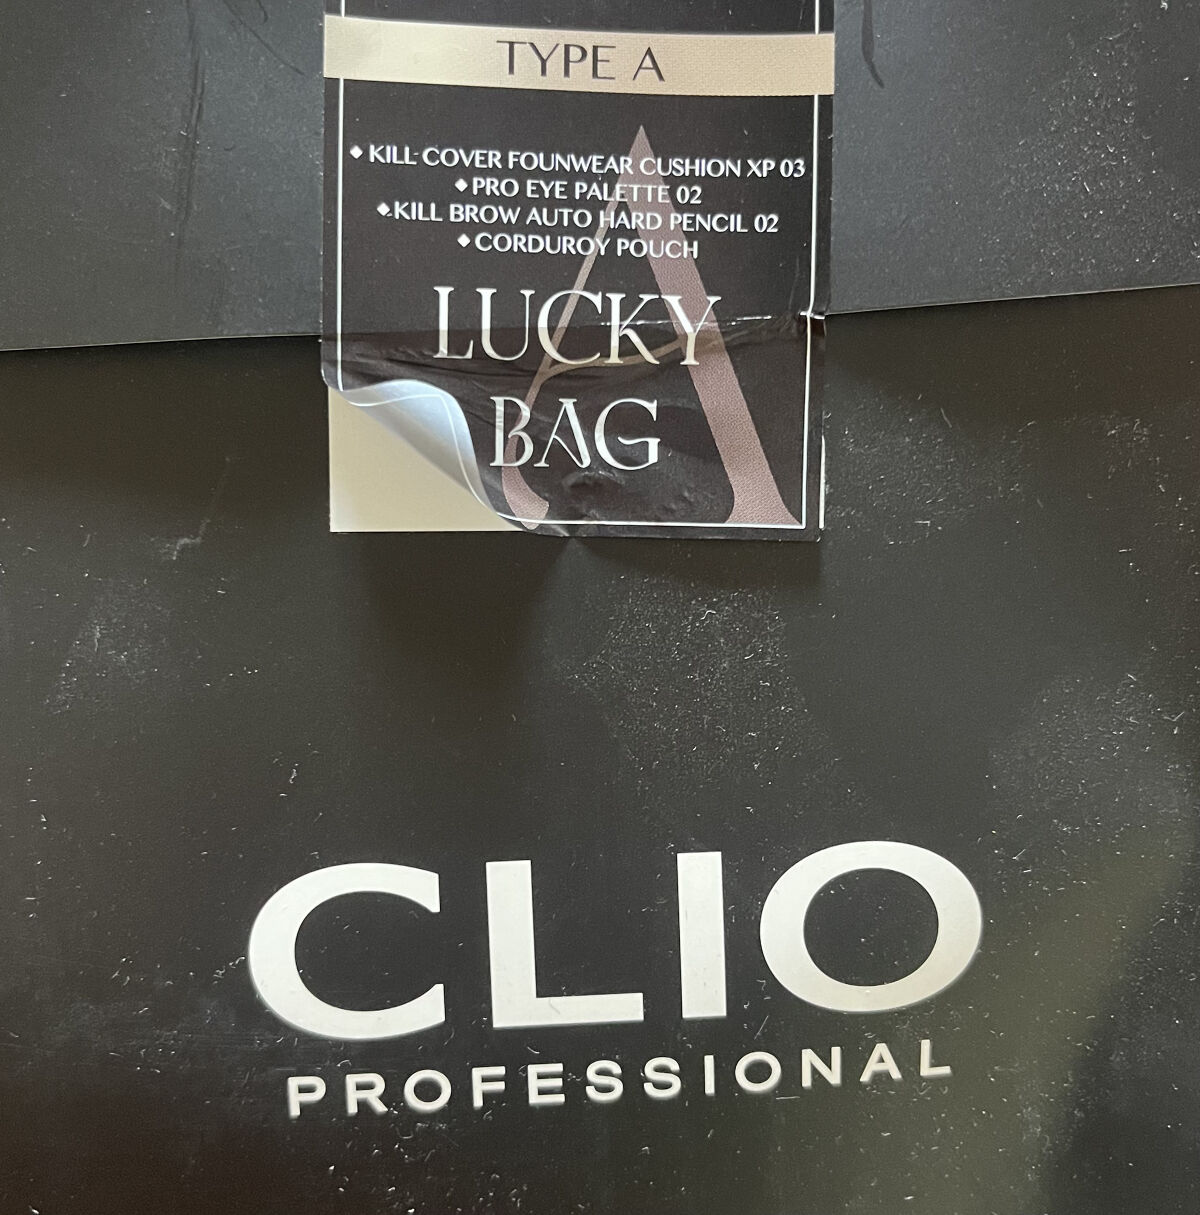 TYPE A
◆ KILL COVER FOUNWEAR CUSHION XP 03
◆ PRO EYE PALETTE 02
◆ KILL BROW AUTO HARD PENCIL 02
◆ CORDUROY POUCH
LUCKY
BAG
CLIO
PROFESSIONAL